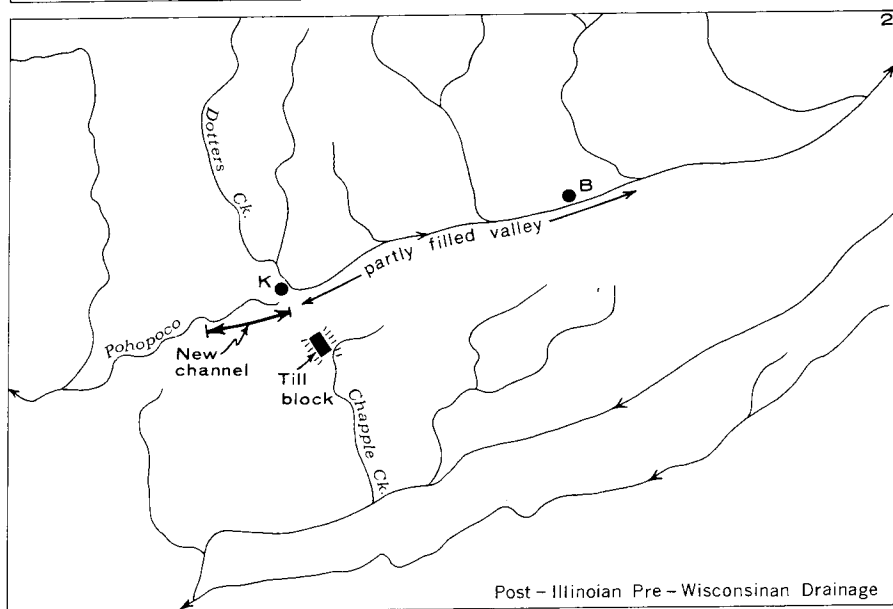 2
Dotters
Ck.
B
partly filled valley
K
Pohopoco
New
channel
Till
block
Chapple
Ck.
Post-Illinoian Pre-Wisconsinan Drainage